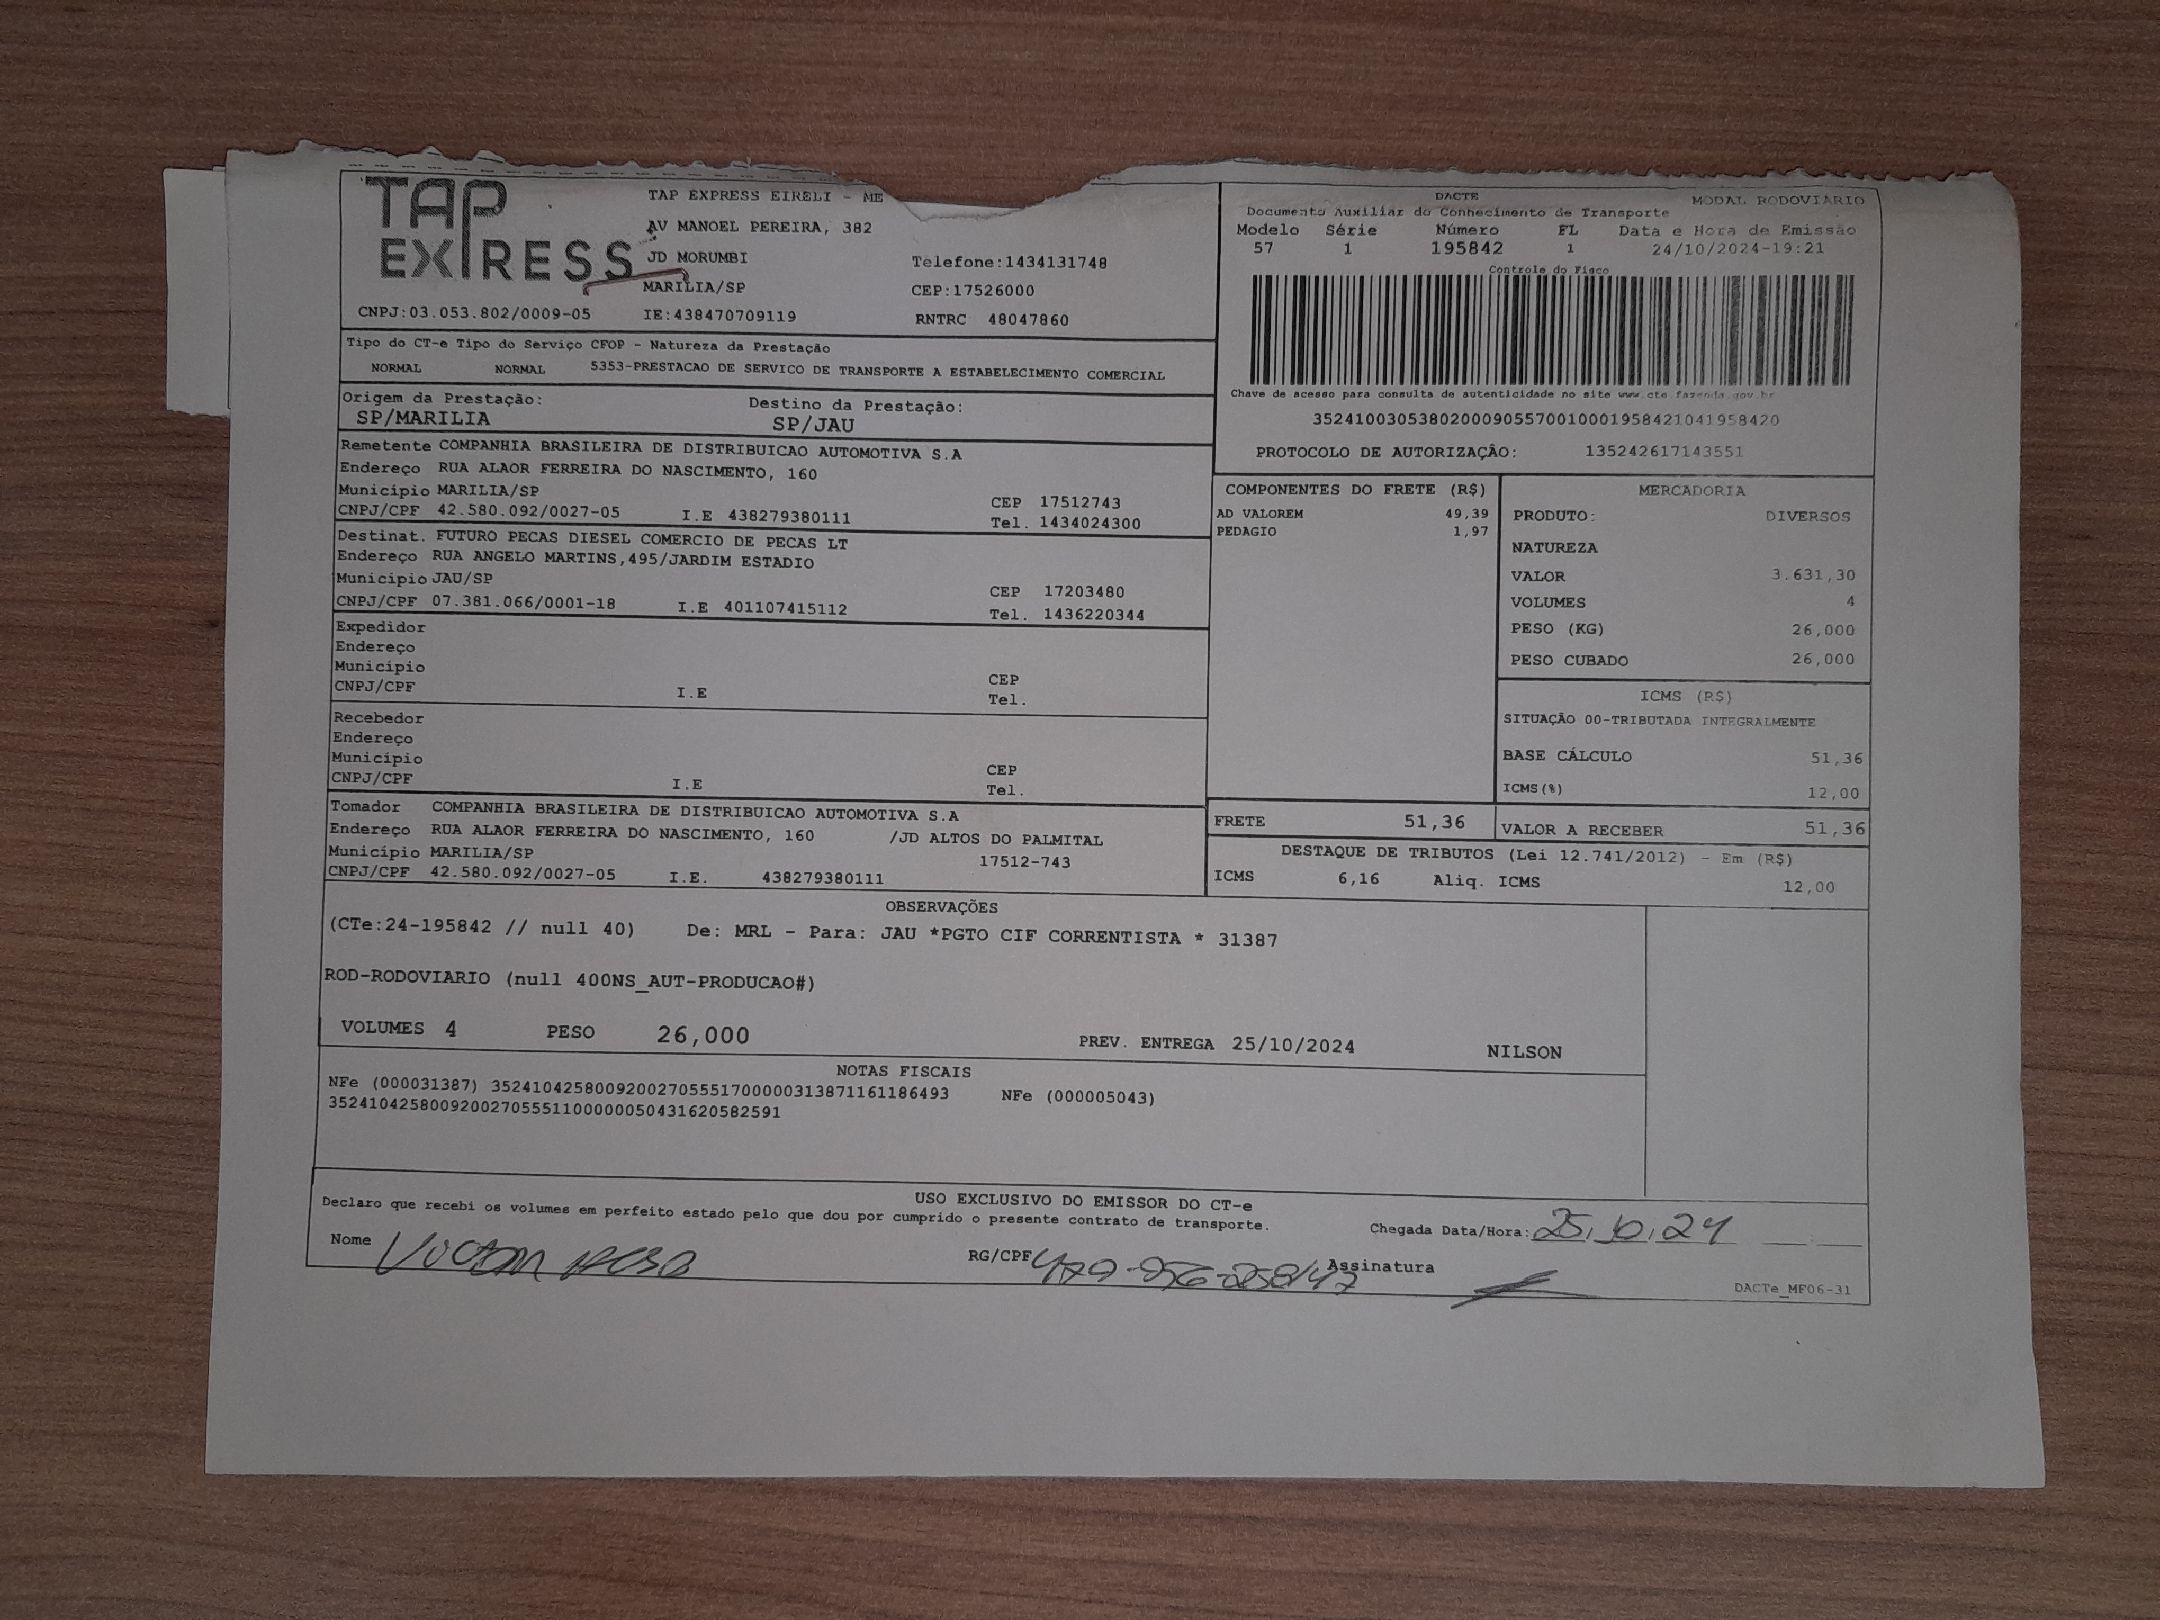 TAP EXPRESS
TAP EXPRESS EIRELI - ME
AV MANOEL PEREIRA, 382
JD MORUMBI
Telefone:1434131748
MARILIA/SP
CEP:17526000
CNPJ:03.053.802/0009-05 IE:438470709119 RNTRC 48047860
DACTE MODAL RODOVIARIO
Documento Auxiliar do Conhecimento de Transporte
Modelo Série Número FL Data e Hora de Emissão
57 1 195842 1 24/10/2024-19:21
Controle do Fisco
Chave de acesso para consulta de autenticidade no site www.cte.fazenda.gov.br
35241003053802000905570010001958421041958420
PROTOCOLO DE AUTORIZAÇÃO: 135242617143551
Tipo do CT-e Tipo do Serviço CFOP - Natureza da Prestação
NORMAL NORMAL 5353-PRESTACAO DE SERVICO DE TRANSPORTE A ESTABELECIMENTO COMERCIAL
Origem da Prestação: Destino da Prestação:
SP/MARILIA SP/JAU
Remetente COMPANHIA BRASILEIRA DE DISTRIBUICAO AUTOMOTIVA S.A
Endereço RUA ALAOR FERREIRA DO NASCIMENTO, 160
Município MARILIA/SP CEP 17512743
CNPJ/CPF 42.580.092/0027-05 I.E 438279380111 Tel. 1434024300
Destinat. FUTURO PECAS DIESEL COMERCIO DE PECAS LT
Endereço RUA ANGELO MARTINS,495/JARDIM ESTADIO
Município JAU/SP CEP 17203480
CNPJ/CPF 07.381.066/0001-18 I.E 401107415112 Tel. 1436220344
Expedidor
Endereço
Município CEP
CNPJ/CPF I.E Tel.
Recebedor
Endereço
Município CEP
CNPJ/CPF I.E Tel.
Tomador COMPANHIA BRASILEIRA DE DISTRIBUICAO AUTOMOTIVA S.A
Endereço RUA ALAOR FERREIRA DO NASCIMENTO, 160 /JD ALTOS DO PALMITAL
Município MARILIA/SP 17512-743
CNPJ/CPF 42.580.092/0027-05 I.E. 438279380111
COMPONENTES DO FRETE (R$)
AD VALOREM 49,39
PEDAGIO 1,97
MERCADORIA
PRODUTO: DIVERSOS
NATUREZA
VALOR 3.631,30
VOLUMES 4
PESO (KG) 26,000
PESO CUBADO 26,000
ICMS (R$)
SITUAÇÃO 00-TRIBUTADA INTEGRALMENTE
BASE CÁLCULO 51,36
ICMS(%) 12,00
FRETE 51,36 VALOR A RECEBER 51,36
DESTAQUE DE TRIBUTOS (Lei 12.741/2012) - Em (R$)
ICMS 6,16 Aliq. ICMS 12,00
OBSERVAÇÕES
(CTe:24-195842 // null 40) De: MRL - Para: JAU *PGTO CIF CORRENTISTA * 31387
ROD-RODOVIARIO (null 400NS_AUT-PRODUCAO#)
VOLUMES 4 PESO 26,000 PREV. ENTREGA 25/10/2024 NILSON
NOTAS FISCAIS
NFe (000031387) 35241042580092002705551700000313871161186493 NFe (000005043)
35241042580092002705551100000050431620582591
USO EXCLUSIVO DO EMISSOR DO CT-e
Declaro que recebi os volumes em perfeito estado pelo que dou por cumprido o presente contrato de transporte.
Chegada Data/Hora: 25.10.24
Nome RG/CPF Assinatura
DACTe_MF06-31